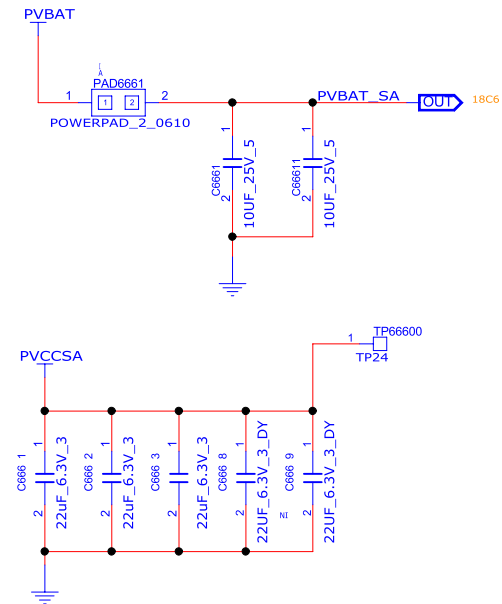 PVBAT
A
PAD6661
1 1 2 2
POWERPAD_2_0610
PVBAT_SA
OUT
18C6
1
C6661
2
10UF_25V_5
1
C66611
2
10UF_25V_5
PVCCSA
1
TP66600
TP24
1
C666 1
2
22uF_6.3V_3
1
C666 2
2
22uF_6.3V_3
1
C666 3
2
22uF_6.3V_3
1
C666 8
2
22UF_6.3V_3_DY
NI
1
C666 9
2
22UF_6.3V_3_DY